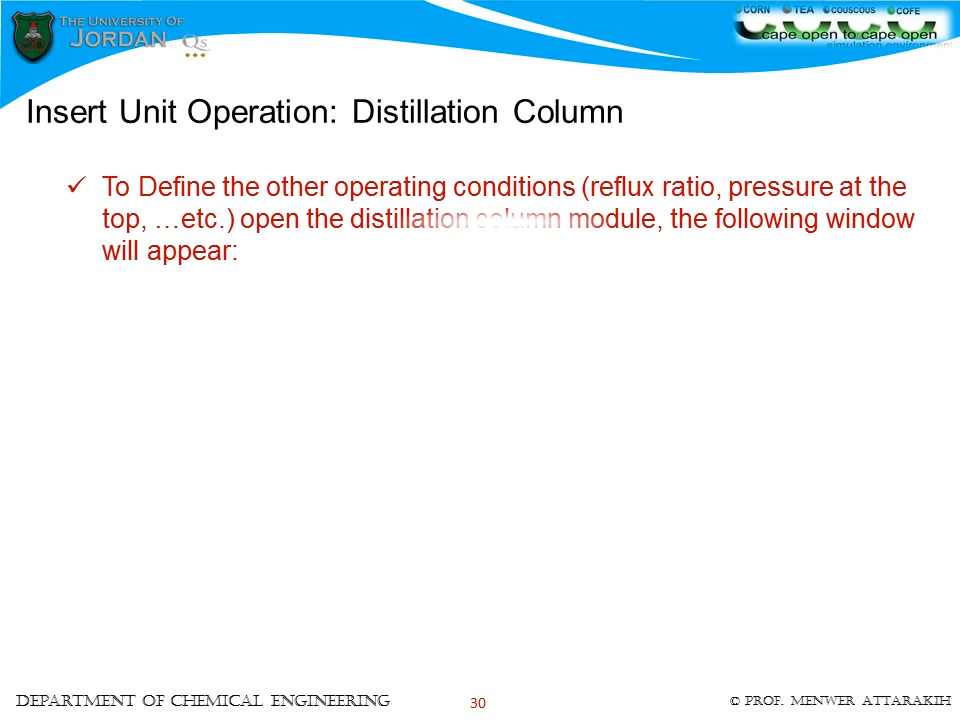 THE UNIVERSITY OF
JORDAN
QS
CORN TEA COUSCOUS COFE
cape open to cape open
simulation environment
Insert Unit Operation: Distillation Column
✓ To Define the other operating conditions (reflux ratio, pressure at the
top, …etc.) open the distillation column module, the following window
will appear:
DEPARTMENT OF CHEMICAL ENGINEERING
30
© PROF. MENWER ATTARAKIH